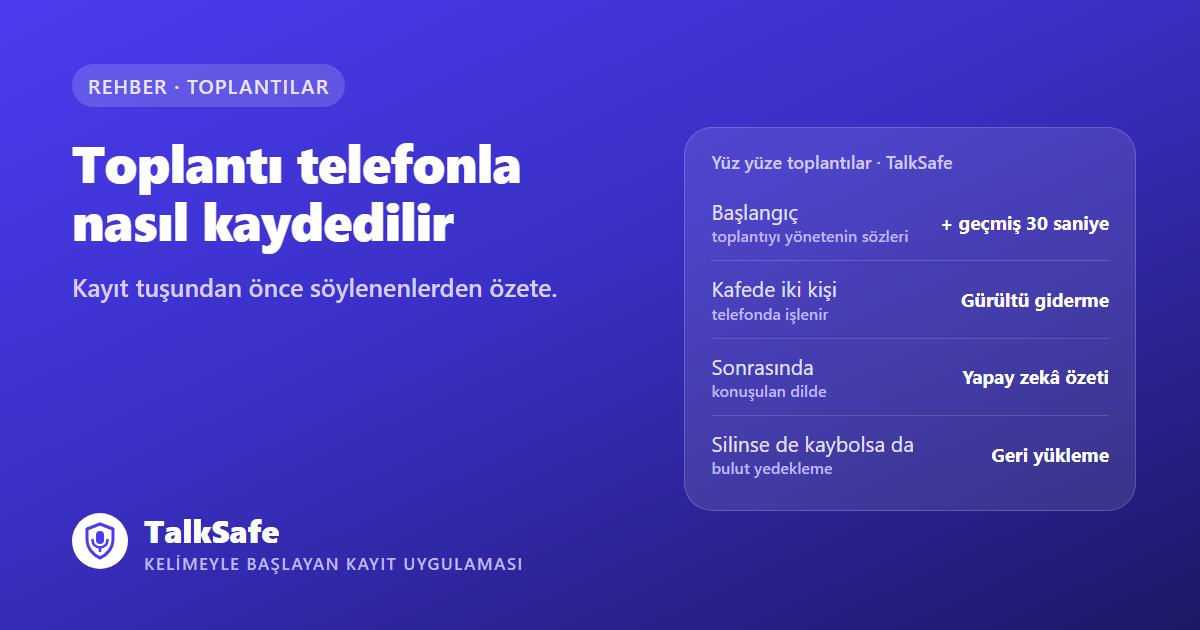 REHBER · TOPLANTILAR
Toplantı telefonla
nasıl kaydedilir
Kayıt tuşundan önce söylenenlerden özete.
Yüz yüze toplantılar · TalkSafe
Başlangıç
toplantıyı yönetenin sözleri
+ geçmiş 30 saniye
Kafede iki kişi
telefonda işlenir
Gürültü giderme
Sonrasında
konuşulan dilde
Yapay zekâ özeti
Silinse de kaybolsa da
bulut yedekleme
Geri yükleme
TalkSafe
KELİMEYLE BAŞLAYAN KAYIT UYGULAMASI